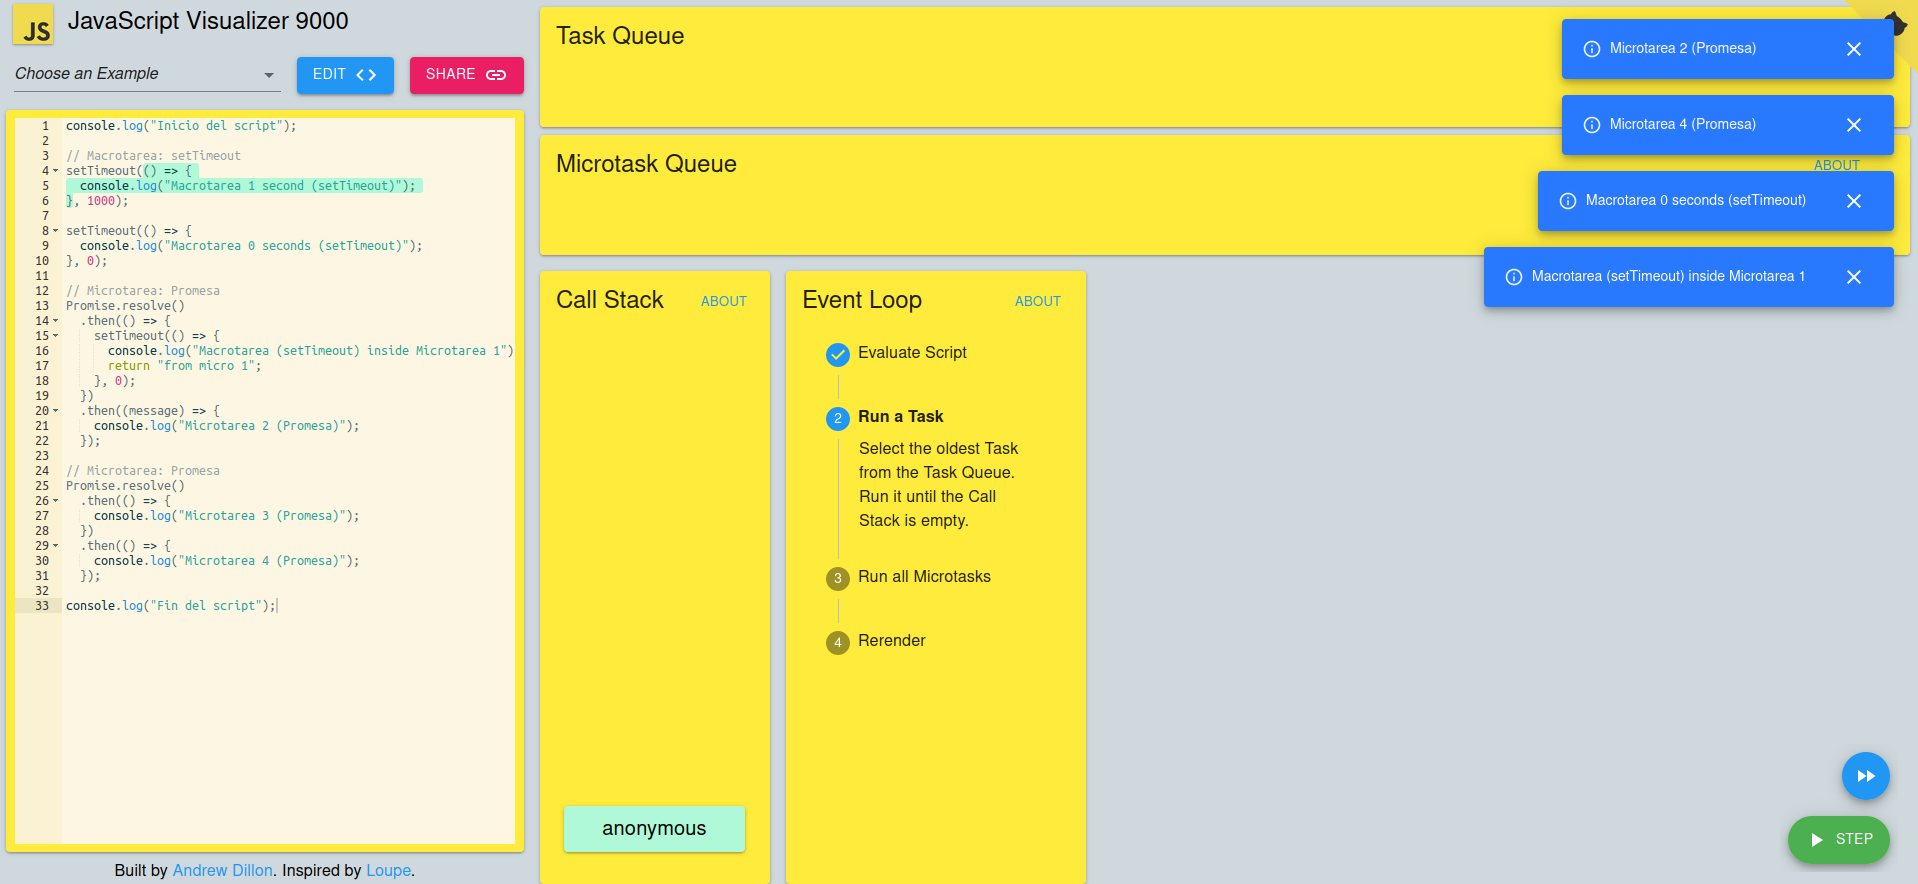 JS
JavaScript Visualizer 9000
Choose an Example
EDIT
SHARE
1 console.log("Inicio del script");
2
3 // Macrotarea: setTimeout
4 setTimeout(() => {
5 console.log("Macrotarea 1 second (setTimeout)");
6 }, 1000);
7
8 setTimeout(() => {
9 console.log("Macrotarea 0 seconds (setTimeout)");
10 }, 0);
11
12 // Microtarea: Promesa
13 Promise.resolve()
14 .then(() => {
15 setTimeout(() => {
16 console.log("Macrotarea (setTimeout) inside Microtarea 1")
17 return "from micro 1";
18 }, 0);
19 })
20 .then((message) => {
21 console.log("Microtarea 2 (Promesa)");
22 });
23
24 // Microtarea: Promesa
25 Promise.resolve()
26 .then(() => {
27 console.log("Microtarea 3 (Promesa)");
28 })
29 .then(() => {
30 console.log("Microtarea 4 (Promesa)");
31 });
32
33 console.log("Fin del script");
Built by Andrew Dillon. Inspired by Loupe.
Task Queue
Microtask Queue
ABOUT
Microtarea 2 (Promesa)
Microtarea 4 (Promesa)
Macrotarea 0 seconds (setTimeout)
Macrotarea (setTimeout) inside Microtarea 1
Call Stack
ABOUT
anonymous
Event Loop
ABOUT
Evaluate Script
2 Run a Task
Select the oldest Task
from the Task Queue.
Run it until the Call
Stack is empty.
3 Run all Microtasks
4 Rerender
STEP